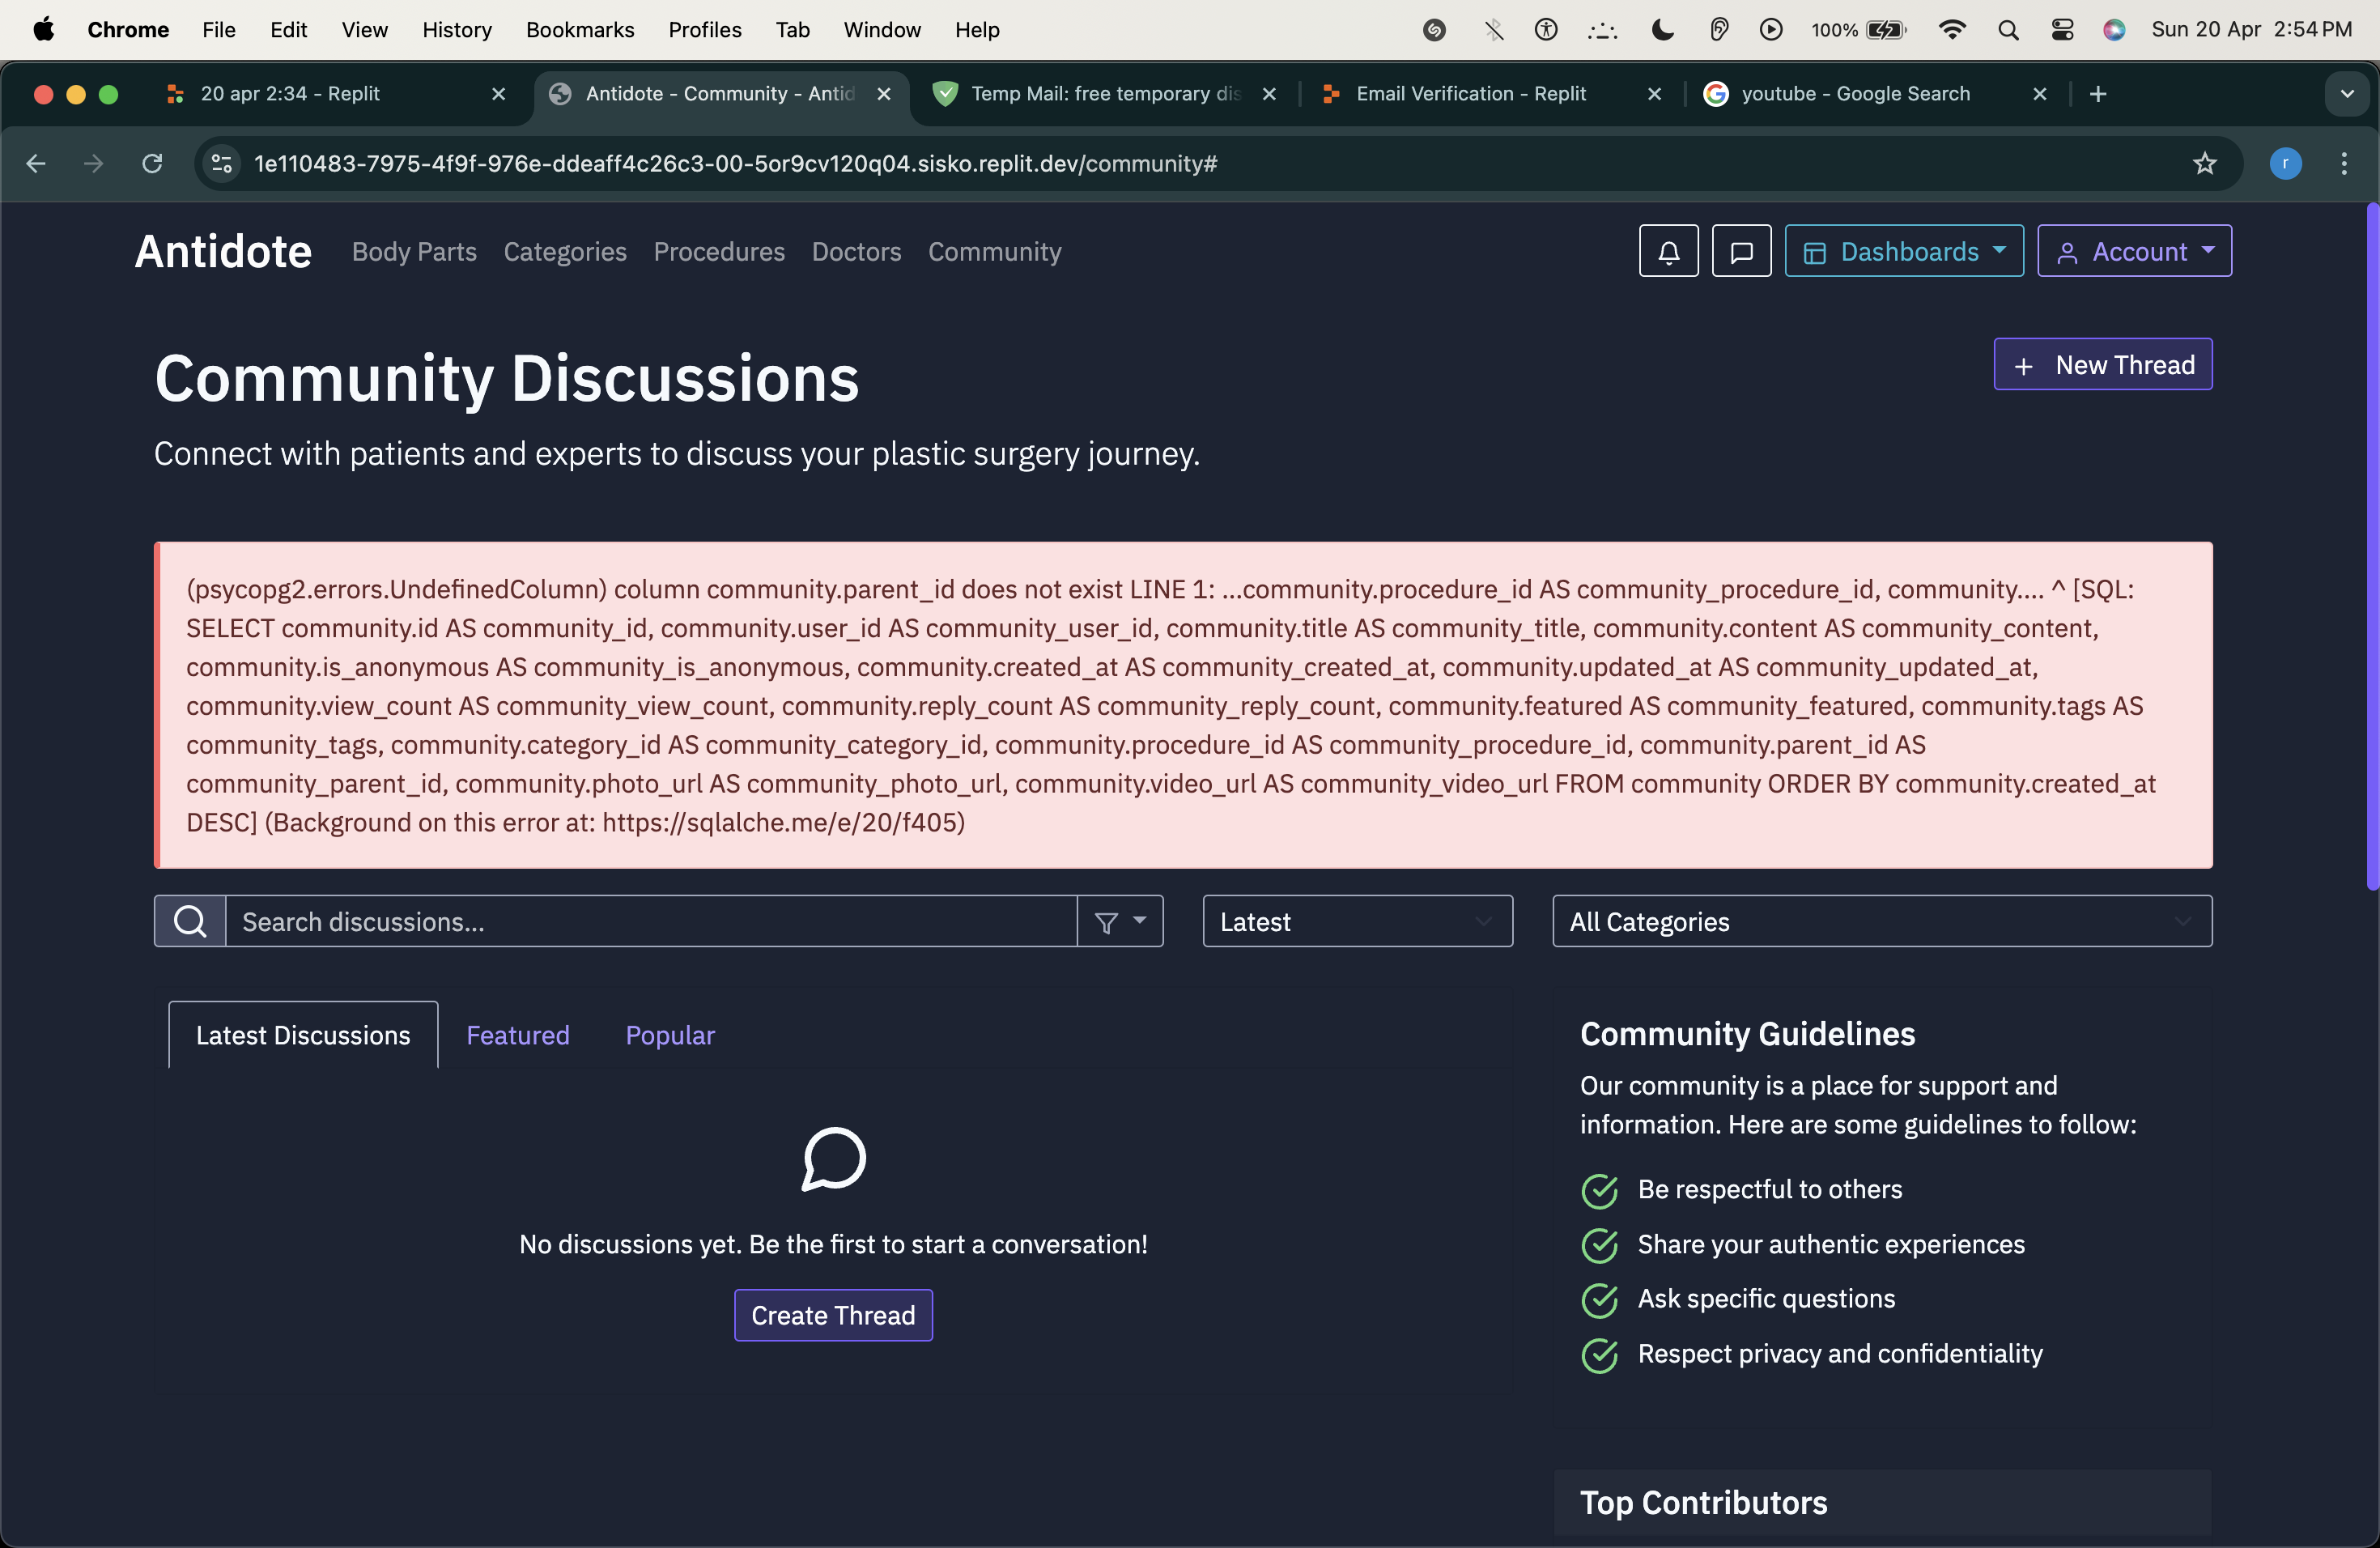 Chrome File Edit View History Bookmarks Profiles Tab Window Help 100% Sun 20 Apr 2:54 PM
20 apr 2:34 - Replit
Antidote - Community - Antid
Temp Mail: free temporary dis
Email Verification - Replit
youtube - Google Search
1e110483-7975-4f9f-976e-ddeaff4c26c3-00-5or9cv120q04.sisko.replit.dev/community#
r
Antidote Body Parts Categories Procedures Doctors Community Dashboards Account
Community Discussions
New Thread
Connect with patients and experts to discuss your plastic surgery journey.
(psycopg2.errors.UndefinedColumn) column community.parent_id does not exist LINE 1: ...community.procedure_id AS community_procedure_id, community.... ^ [SQL:
SELECT community.id AS community_id, community.user_id AS community_user_id, community.title AS community_title, community.content AS community_content,
community.is_anonymous AS community_is_anonymous, community.created_at AS community_created_at, community.updated_at AS community_updated_at,
community.view_count AS community_view_count, community.reply_count AS community_reply_count, community.featured AS community_featured, community.tags AS
community_tags, community.category_id AS community_category_id, community.procedure_id AS community_procedure_id, community.parent_id AS
community_parent_id, community.photo_url AS community_photo_url, community.video_url AS community_video_url FROM community ORDER BY community.created_at
DESC] (Background on this error at: https://sqlalche.me/e/20/f405)
Search discussions...
Latest
All Categories
Latest Discussions Featured Popular
No discussions yet. Be the first to start a conversation!
Create Thread
Community Guidelines
Our community is a place for support and
information. Here are some guidelines to follow:
Be respectful to others
Share your authentic experiences
Ask specific questions
Respect privacy and confidentiality
Top Contributors